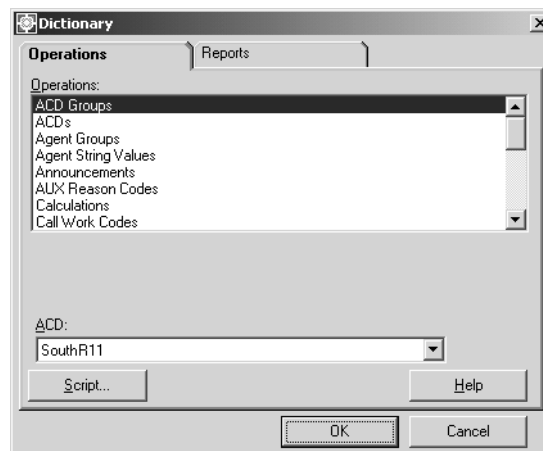 Dictionary
Operations
Reports
Operations:
ACD Groups
ACDs
Agent Groups
Agent String Values
Announcements
AUX Reason Codes
Calculations
Call Work Codes
ACD:
SouthR11
Script...
Help
OK
Cancel